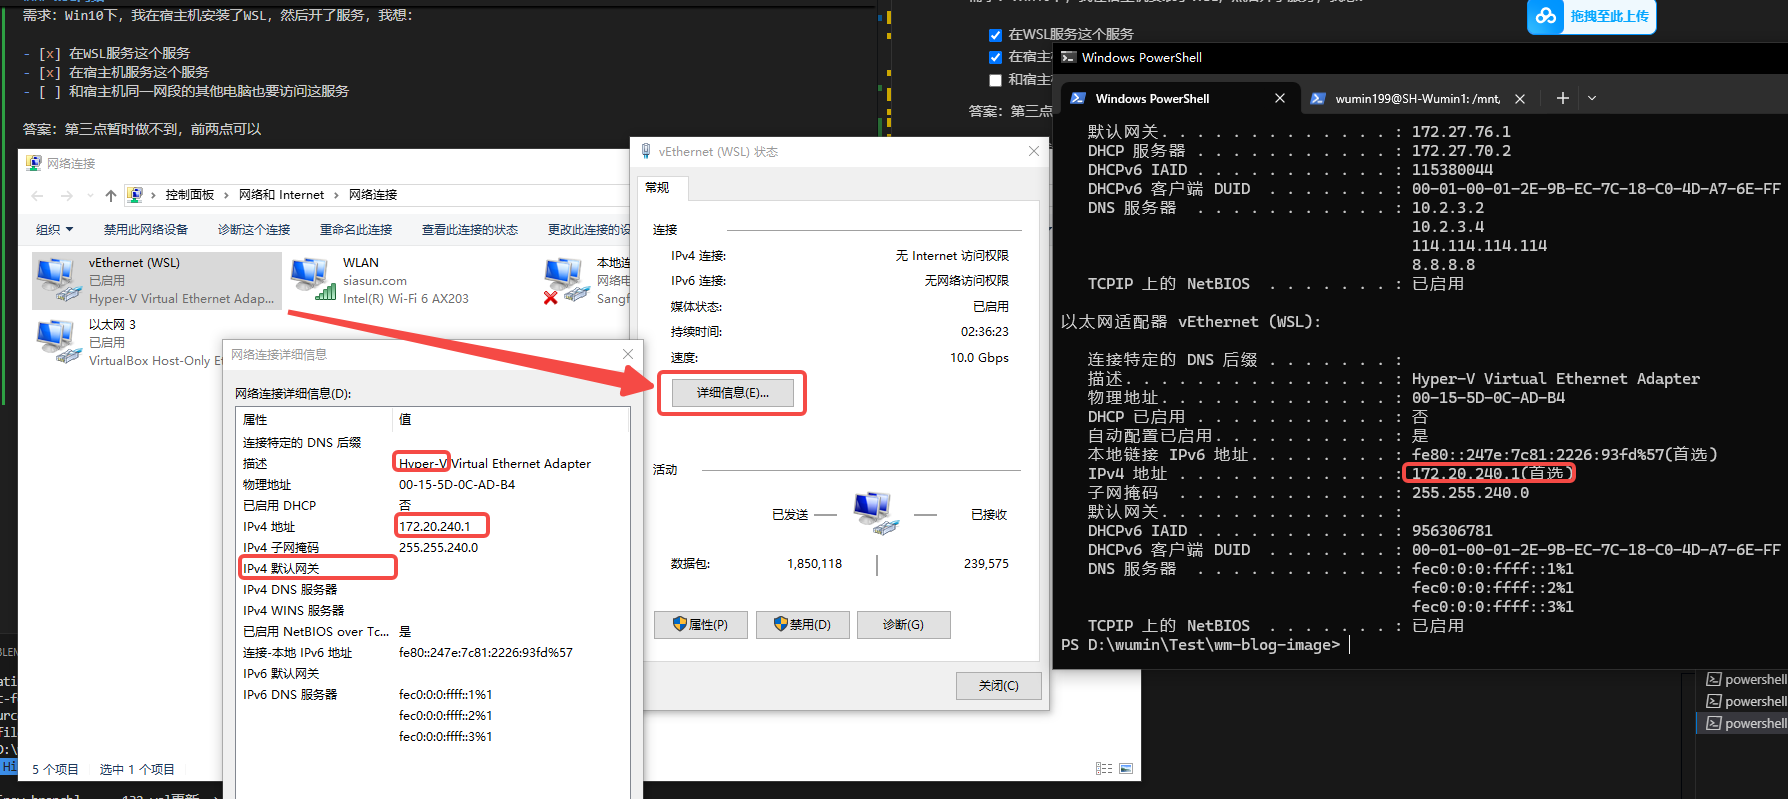 需求：Win10下，我在宿主机安装了WSL，然后开了服务，我想：
- [x] 在WSL服务这个服务
- [x] 在宿主机服务这个服务
- [ ] 和宿主机同一网段的其他电脑也要访问这服务
答案：第三点暂时做不到，前两点可以
在WSL服务这个服务
在宿主
和宿主
答案：第三点
拖拽至此上传
网络连接
控制面板 › 网络和 Internet › 网络连接
组织
禁用此网络设备
诊断这个连接
重命名此连接
查看此连接的状态
更改此连接的设
vEthernet (WSL)
已启用
Hyper-V Virtual Ethernet Adap...
WLAN
siasun.com
Intel(R) Wi-Fi 6 AX203
本地连
网络电
Sangf
以太网 3
已启用
VirtualBox Host-Only Et
5 个项目 选中 1 个项目
网络连接详细信息
网络连接详细信息(D):
属性 值
连接特定的 DNS 后缀
描述 Hyper-V Virtual Ethernet Adapter
物理地址 00-15-5D-0C-AD-B4
已启用 DHCP 否
IPv4 地址 172.20.240.1
IPv4 子网掩码 255.255.240.0
IPv4 默认网关
IPv4 DNS 服务器
IPv4 WINS 服务器
已启用 NetBIOS over Tc... 是
连接-本地 IPv6 地址 fe80::247e:7c81:2226:93fd%57
IPv6 默认网关
IPv6 DNS 服务器 fec0:0:0:ffff::1%1
fec0:0:0:ffff::2%1
fec0:0:0:ffff::3%1
vEthernet (WSL) 状态
常规
连接
IPv4 连接: 无 Internet 访问权限
IPv6 连接: 无网络访问权限
媒体状态: 已启用
持续时间: 02:36:23
速度: 10.0 Gbps
详细信息(E)...
活动
已发送 已接收
数据包: 1,850,118 239,575
属性(P)
禁用(D)
诊断(G)
关闭(C)
Windows PowerShell
Windows PowerShell
wumin199@SH-Wumin1: /mnt,
默认网关. . . . . . . . . . . . . : 172.27.76.1
DHCP 服务器 . . . . . . . . . . . : 172.27.70.2
DHCPv6 IAID . . . . . . . . . . . : 115380044
DHCPv6 客户端 DUID . . . . . . . : 00-01-00-01-2E-9B-EC-7C-18-C0-4D-A7-6E-FF
DNS 服务器 . . . . . . . . . . . : 10.2.3.2
10.2.3.4
114.114.114.114
8.8.8.8
TCPIP 上的 NetBIOS . . . . . . . : 已启用
以太网适配器 vEthernet (WSL):
连接特定的 DNS 后缀 . . . . . . . :
描述. . . . . . . . . . . . . . . : Hyper-V Virtual Ethernet Adapter
物理地址. . . . . . . . . . . . . : 00-15-5D-0C-AD-B4
DHCP 已启用 . . . . . . . . . . . : 否
自动配置已启用. . . . . . . . . . : 是
本地链接 IPv6 地址. . . . . . . . : fe80::247e:7c81:2226:93fd%57(首选)
IPv4 地址 . . . . . . . . . . . . : 172.20.240.1(首选)
子网掩码 . . . . . . . . . . . . : 255.255.240.0
默认网关. . . . . . . . . . . . . :
DHCPv6 IAID . . . . . . . . . . . : 956306781
DHCPv6 客户端 DUID . . . . . . . : 00-01-00-01-2E-9B-EC-7C-18-C0-4D-A7-6E-FF
DNS 服务器 . . . . . . . . . . . : fec0:0:0:ffff::1%1
fec0:0:0:ffff::2%1
fec0:0:0:ffff::3%1
TCPIP 上的 NetBIOS . . . . . . . : 已启用
PS D:\wumin\Test\wm-blog-image>
powershell
powershell
powershell